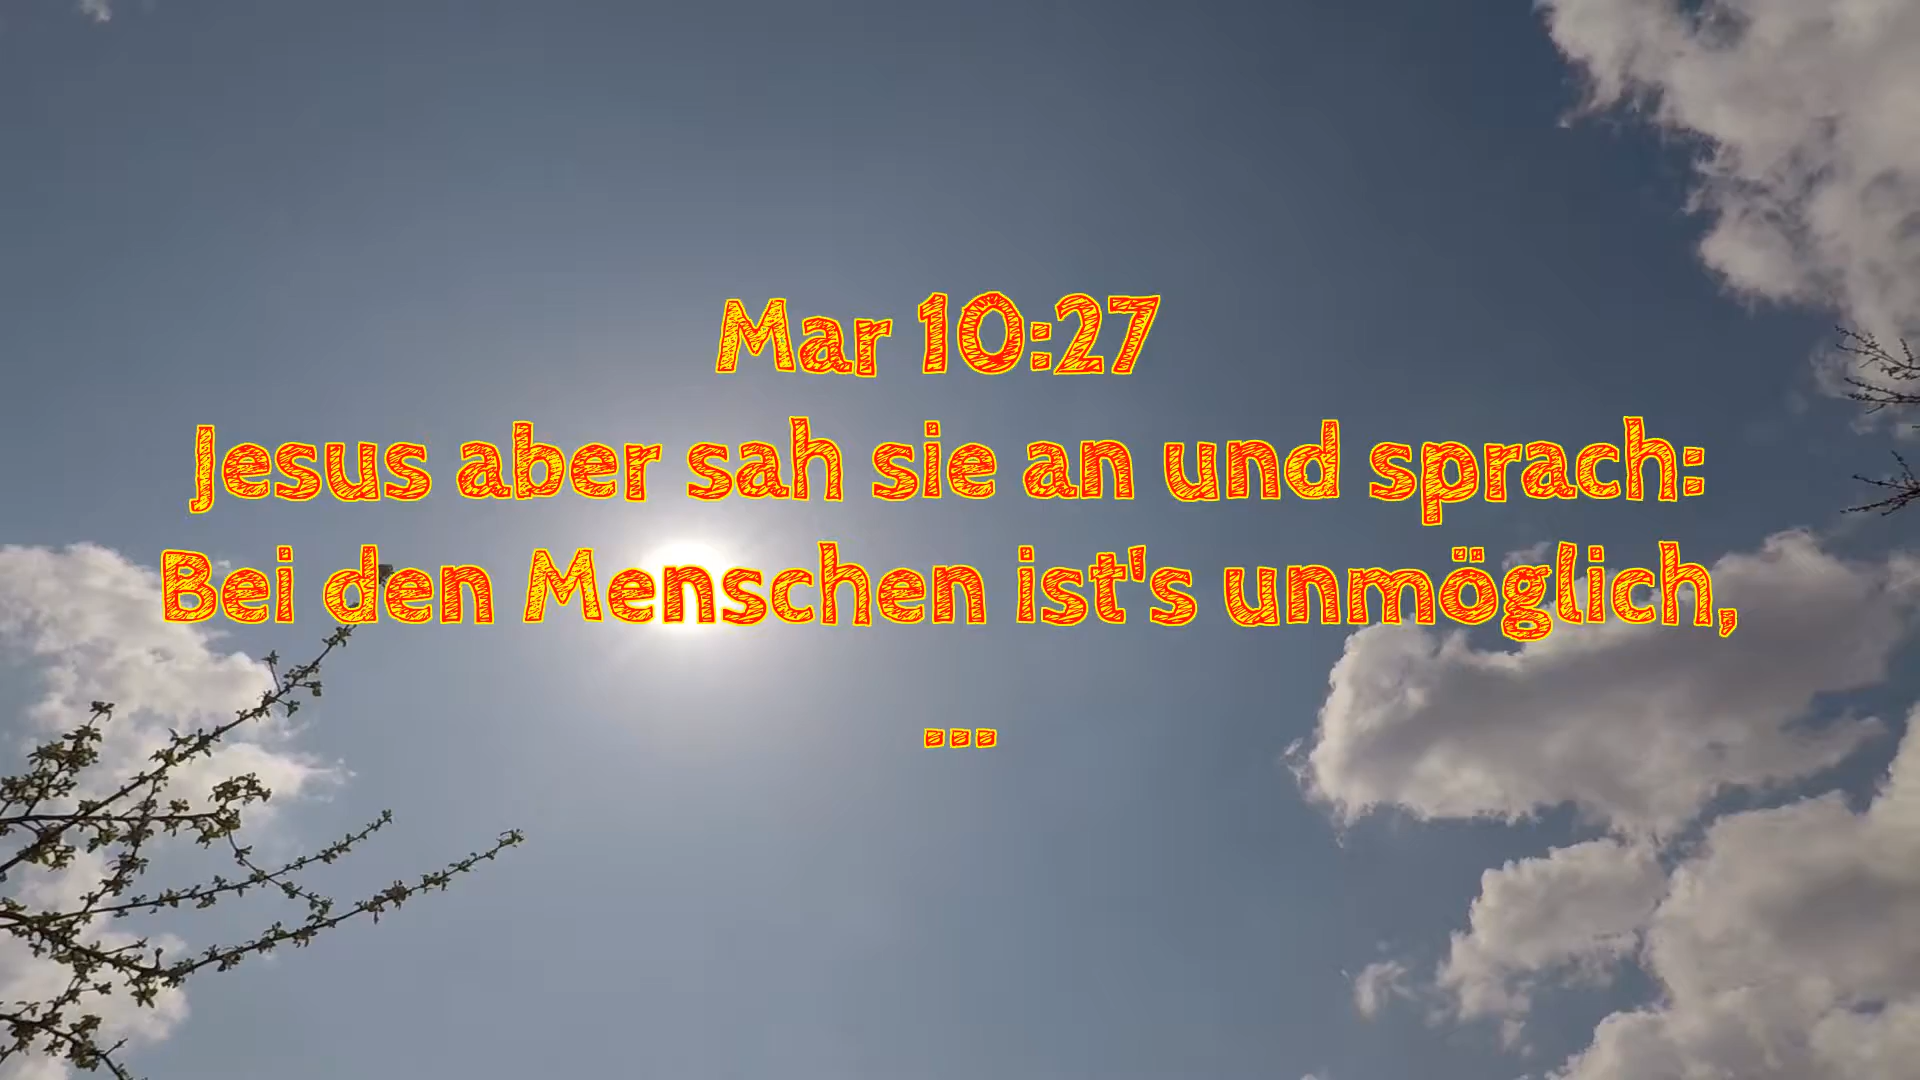 Mar 10:27
Jesus aber sah sie an und sprach:
Bei den Menschen ist's unmöglich,
...